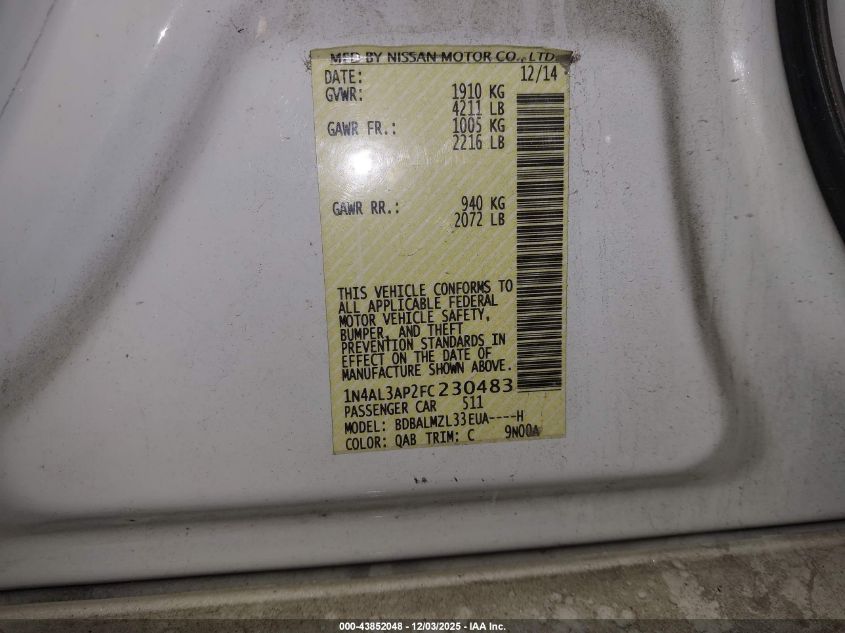 MFD BY NISSAN MOTOR CO., LTD.
DATE: 12/14
GVWR: 1910 KG
4211 LB
GAWR FR.: 1005 KG
2216 LB
GAWR RR.: 940 KG
2072 LB
THIS VEHICLE CONFORMS TO
ALL APPLICABLE FEDERAL
MOTOR VEHICLE SAFETY,
BUMPER, AND THEFT
PREVENTION STANDARDS IN
EFFECT ON THE DATE OF
MANUFACTURE SHOWN ABOVE.
1N4AL3AP2FC230483
PASSENGER CAR 511
MODEL: BDBALMZL33EUA----H
COLOR: QAB TRIM: C 9N00A
000-43852048 - 12/03/2025 - IAA Inc.